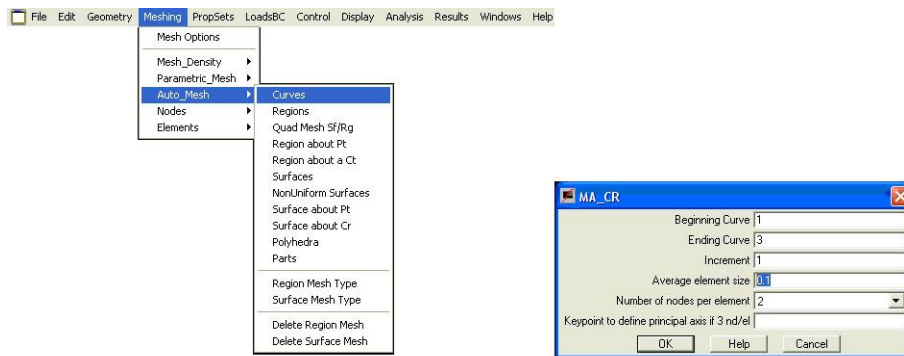 File Edit Geometry Meshing PropSets LoadsBC Control Display Analysis Results Windows Help
Mesh Options
Mesh_Density
Parametric_Mesh
Auto_Mesh
Nodes
Elements
Curves
Regions
Quad Mesh Sf/Rg
Region about Pt
Region about a Ct
Surfaces
NonUniform Surfaces
Surface about Pt
Surface about Cr
Polyhedra
Parts
Region Mesh Type
Surface Mesh Type
Delete Region Mesh
Delete Surface Mesh
MA_CR
Beginning Curve 1
Ending Curve 3
Increment 1
Average element size 0.1
Number of nodes per element 2
Keypoint to define principal axis if 3 nd/el
OK Help Cancel